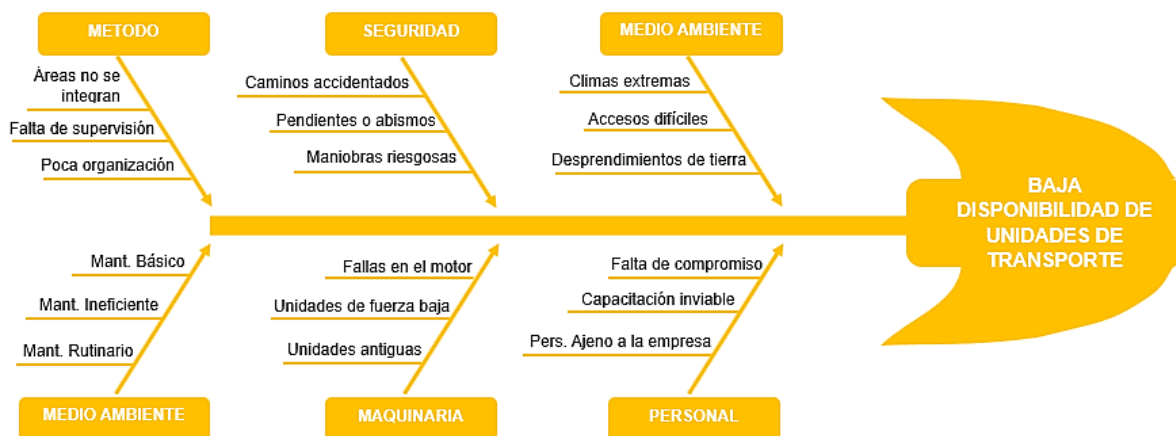 METODO
SEGURIDAD
MEDIO AMBIENTE
Áreas no se
integran
Falta de supervisión
Poca organización
Caminos accidentados
Pendientes o abismos
Maniobras riesgosas
Climas extremas
Accesos difíciles
Desprendimientos de tierra
BAJA
DISPONIBILIDAD DE
UNIDADES DE
TRANSPORTE
Mant. Básico
Mant. Ineficiente
Mant. Rutinario
Fallas en el motor
Unidades de fuerza baja
Unidades antiguas
Falta de compromiso
Capacitación inviable
Pers. Ajeno a la empresa
MEDIO AMBIENTE
MAQUINARIA
PERSONAL